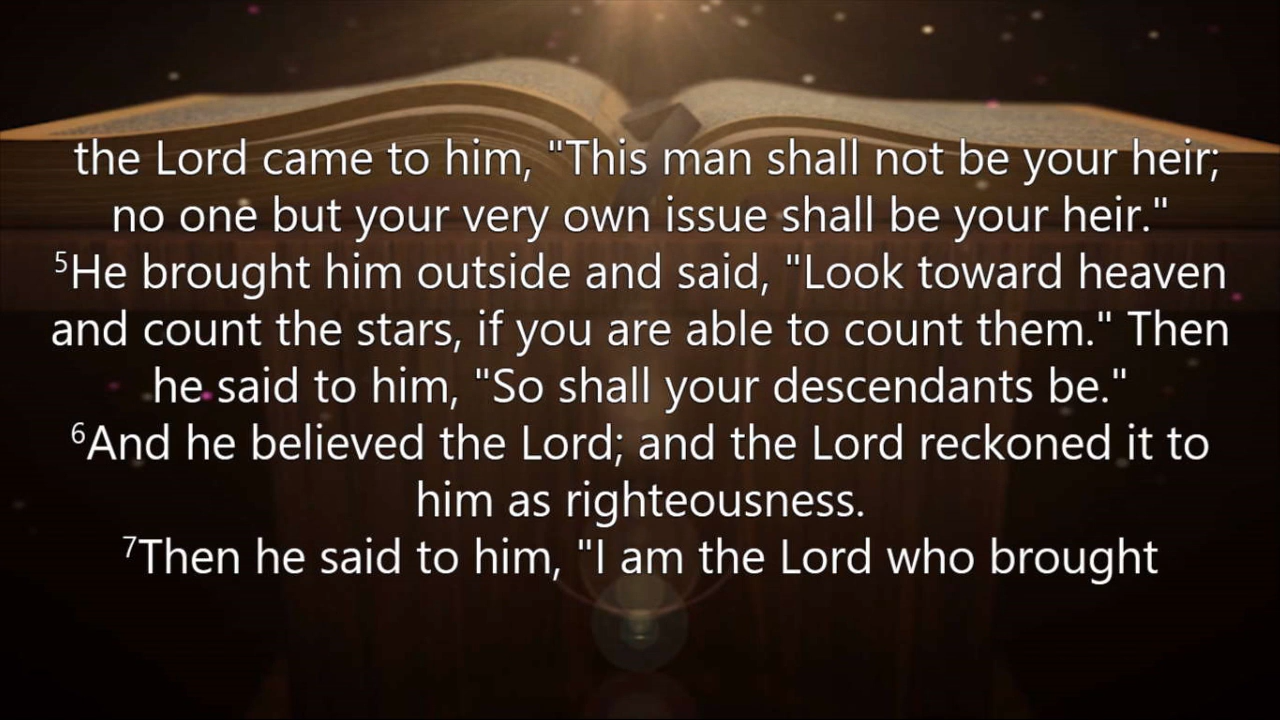 the Lord came to him, "This man shall not be your heir;
no one but your very own issue shall be your heir."
⁵He brought him outside and said, "Look toward heaven
and count the stars, if you are able to count them." Then
he said to him, "So shall your descendants be."
⁶And he believed the Lord; and the Lord reckoned it to
him as righteousness.
⁷Then he said to him, "I am the Lord who brought